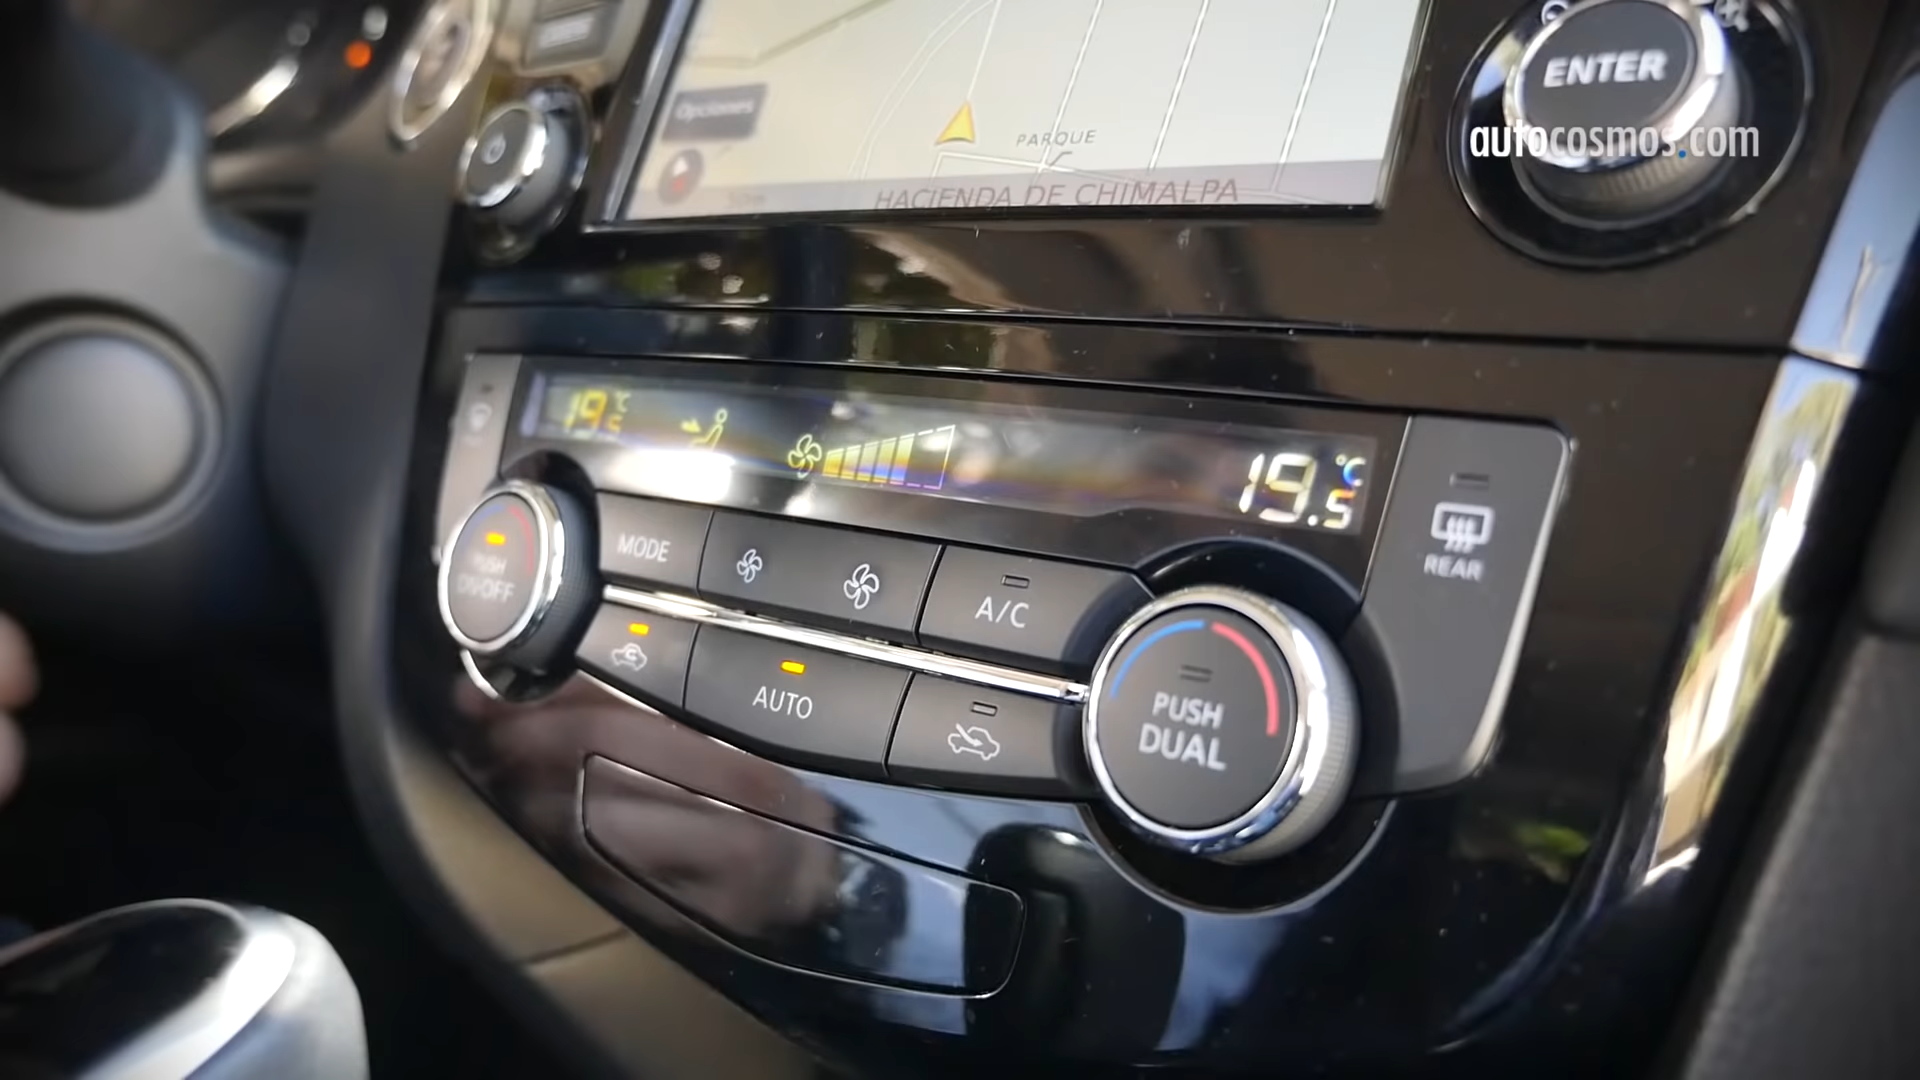 ENTER
autocosmos.com
Opciones
PARQUE
HACIENDA DE CHIMALPA
19.5 °C
19.5 °C
REAR
MODE
A/C
PUSH
ON•OFF
AUTO
PUSH
DUAL